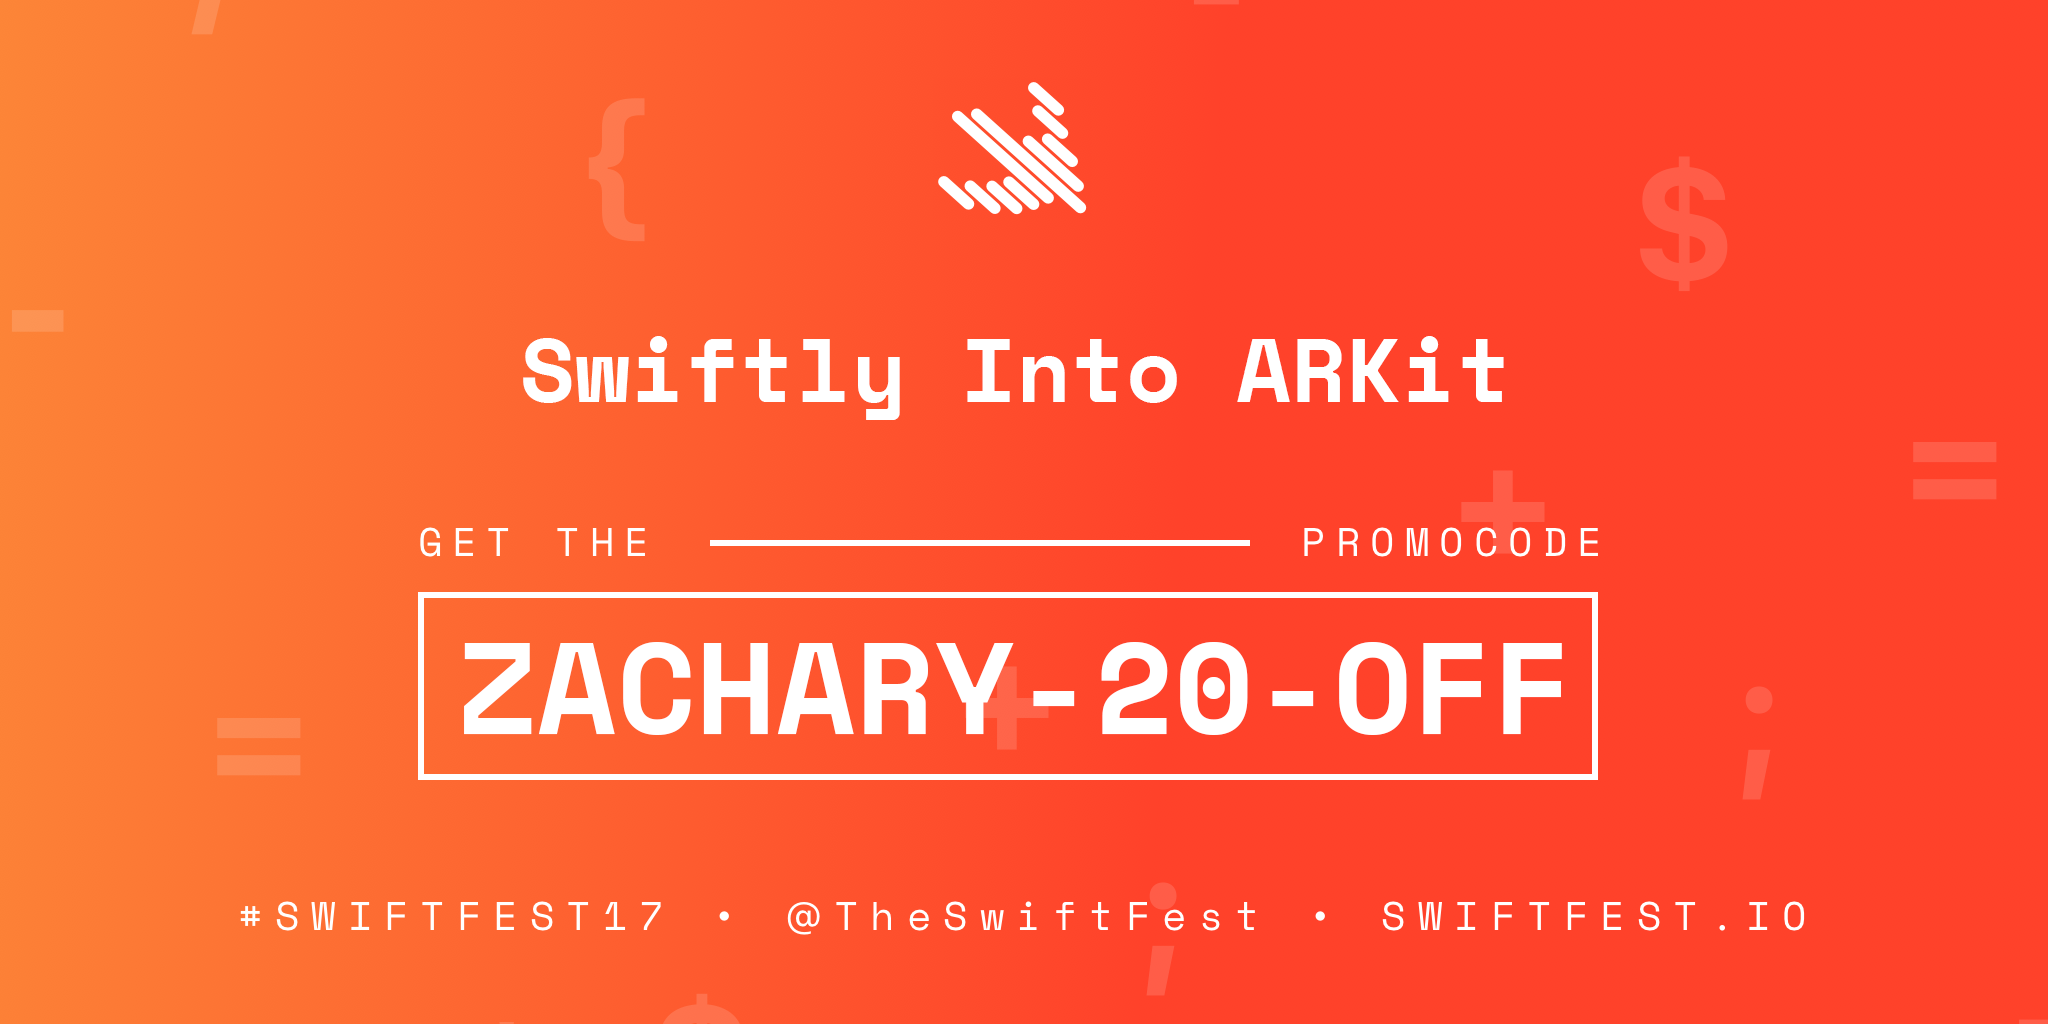 Swiftly Into ARKit
GET THE PROMOCODE
ZACHARY-20-OFF
#SWIFTFEST17 • @TheSwiftFest • SWIFTFEST.IO